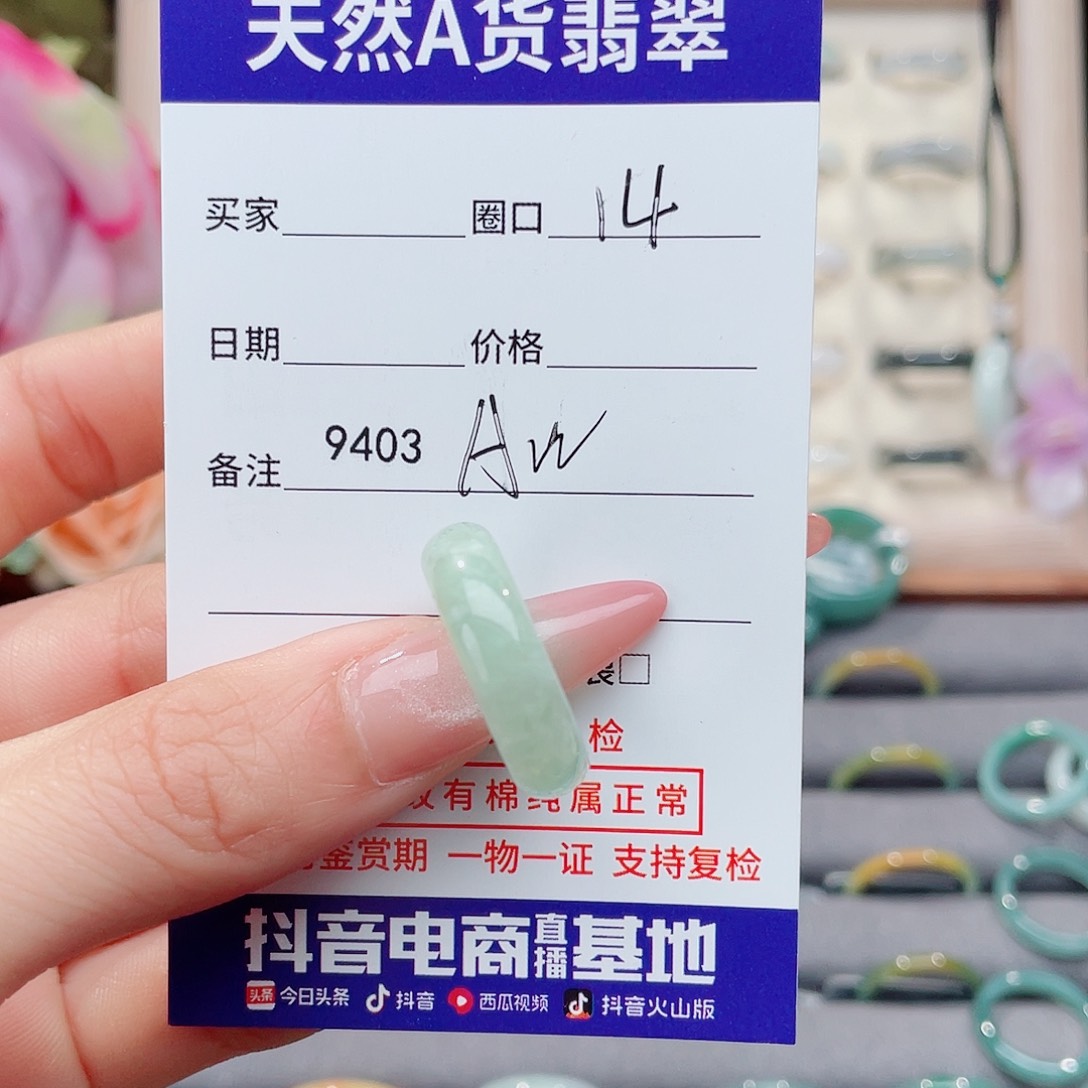 天然A货翡翠
买家 圈口 14
日期 价格
备注 9403 Aw
检
有棉纯属正常
鉴赏期 一物一证 支持复检
抖音电商直播基地
头条 今日头条 抖音 西瓜视频 抖音火山版